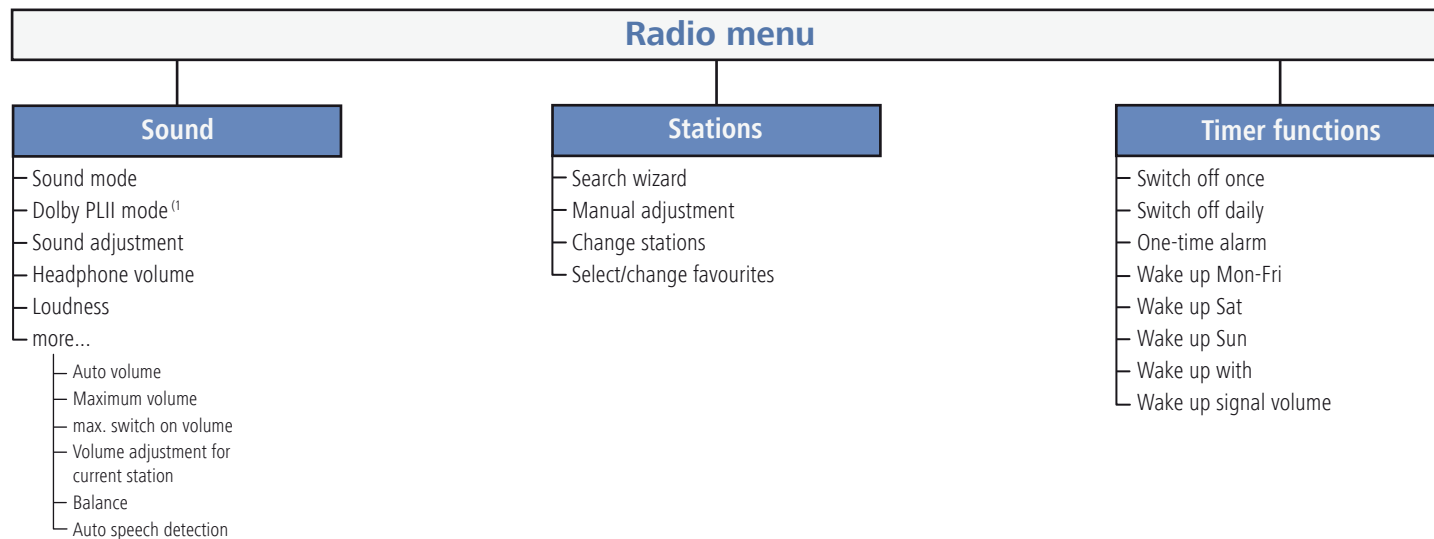 Radio menu
Sound
Sound mode
Dolby PLII mode (1
Sound adjustment
Headphone volume
Loudness
more...
Auto volume
Maximum volume
max. switch on volume
Volume adjustment for
current station
Balance
Auto speech detection
Stations
Search wizard
Manual adjustment
Change stations
Select/change favourites
Timer functions
Switch off once
Switch off daily
One-time alarm
Wake up Mon-Fri
Wake up Sat
Wake up Sun
Wake up with
Wake up signal volume